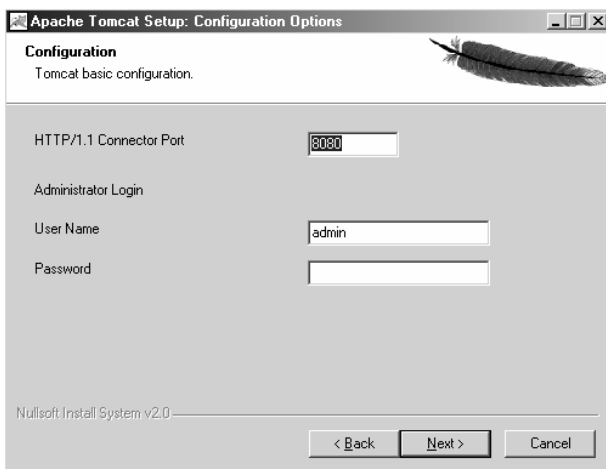 Apache Tomcat Setup: Configuration Options
Configuration
Tomcat basic configuration.
HTTP/1.1 Connector Port
8080
Administrator Login
User Name
admin
Password
Nullsoft Install System v2.0
< Back
Next >
Cancel